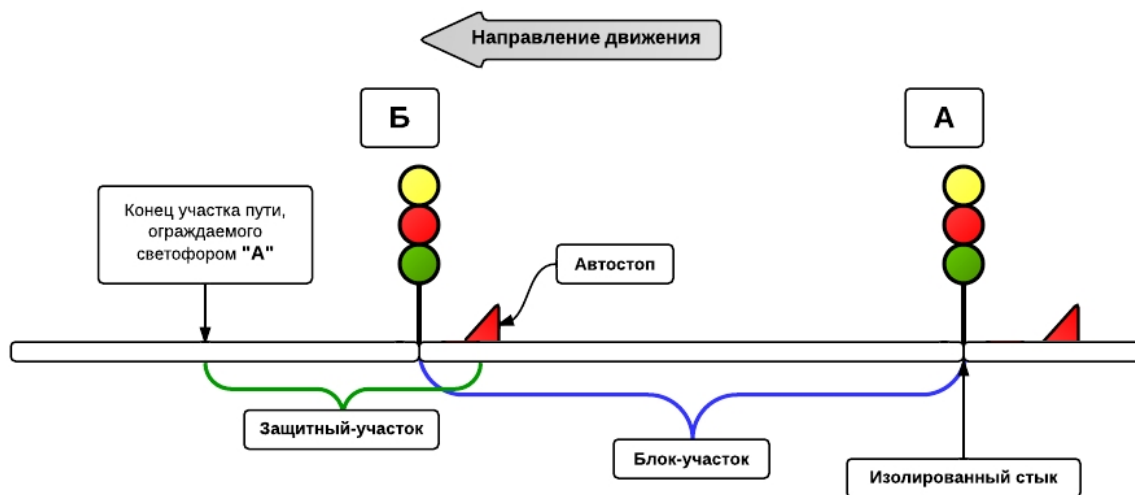 Направление движения
Б
А
Конец участка пути,
ограждаемого
светофором "А"
Автостоп
Защитный-участок
Блок-участок
Изолированный стык